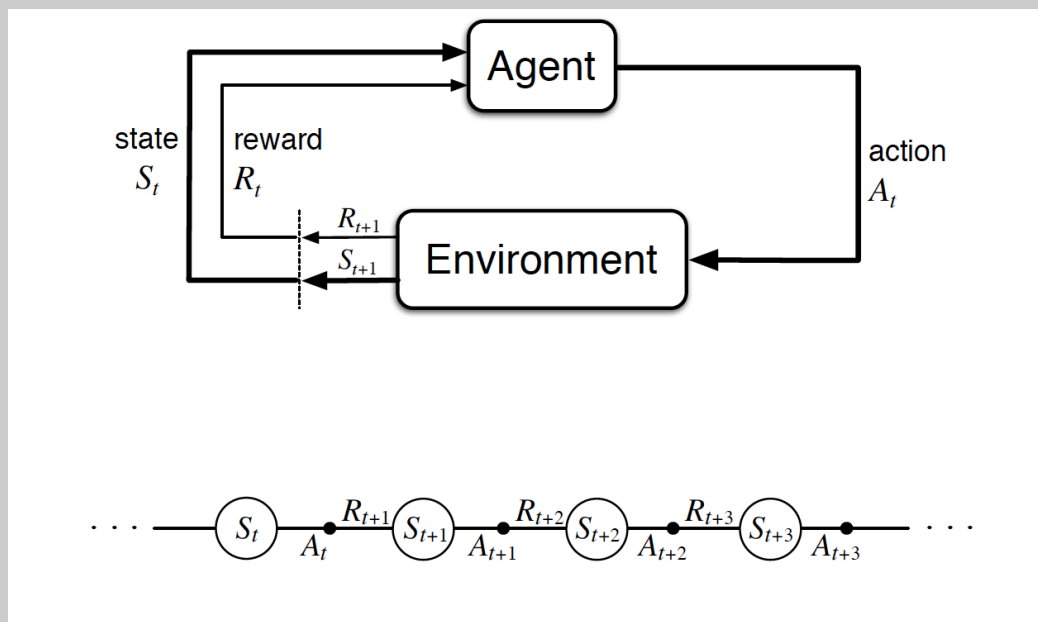 Agent
state
S_t
reward
R_t
action
A_t
R_{t+1}
S_{t+1}
Environment
. . . S_t A_t R_{t+1} S_{t+1} A_{t+1} R_{t+2} S_{t+2} A_{t+2} R_{t+3} S_{t+3} A_{t+3} . . .